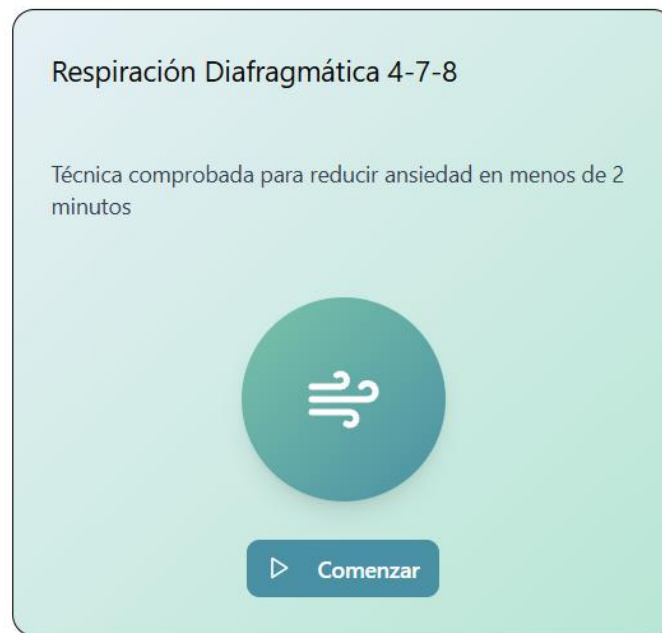 Respiración Diafragmática 4-7-8
Técnica comprobada para reducir ansiedad en menos de 2
minutos
Comenzar